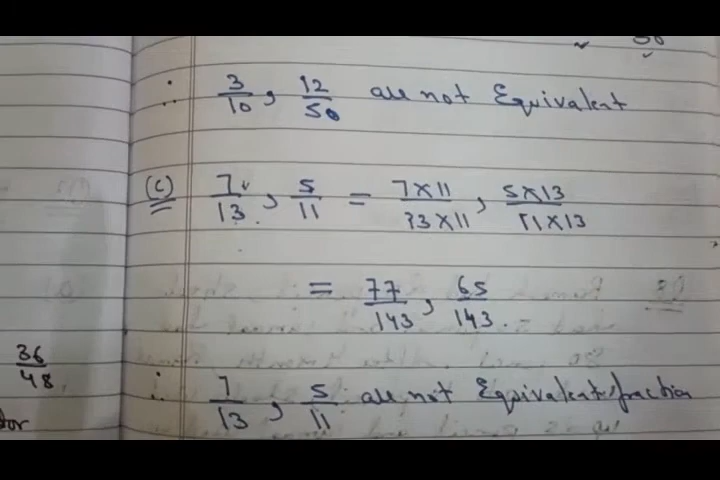 ∴ 3/10, 12/50 are not Equivalent
(c) 7/13, 5/11 = 7×11/13×11, 5×13/11×13
= 77/143, 65/143.
36/48
∴ 7/13, 5/11 are not Equivalent fraction